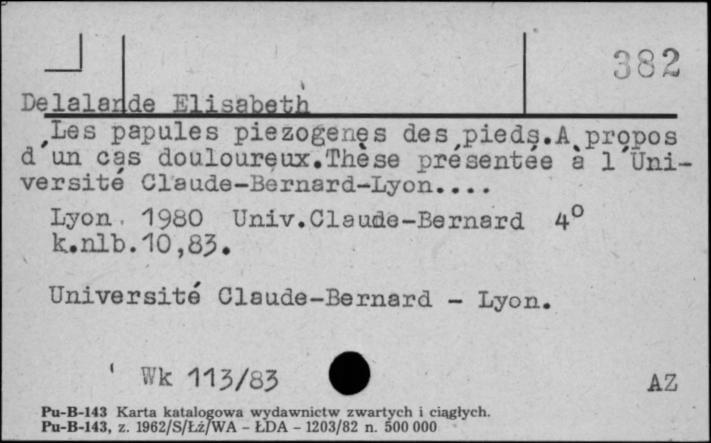 382
Delalande Elisabeth
Les papules piezogenes des pieds.A propos
d'un cas douloureux.Thèse présentée à l'Uni-
versité Claude-Bernard-Lyon....
Lyon 1980 Univ.Claude-Bernard 4°
k.nlb.10,83.
Université Claude-Bernard - Lyon.
Wk 113/83
AZ
Pu-B-143 Karta katalogowa wydawnictw zwartych i ciągłych.
Pu-B-143, z. 1962/S/Łż/WA - ŁDA - 1203/82 n. 500 000